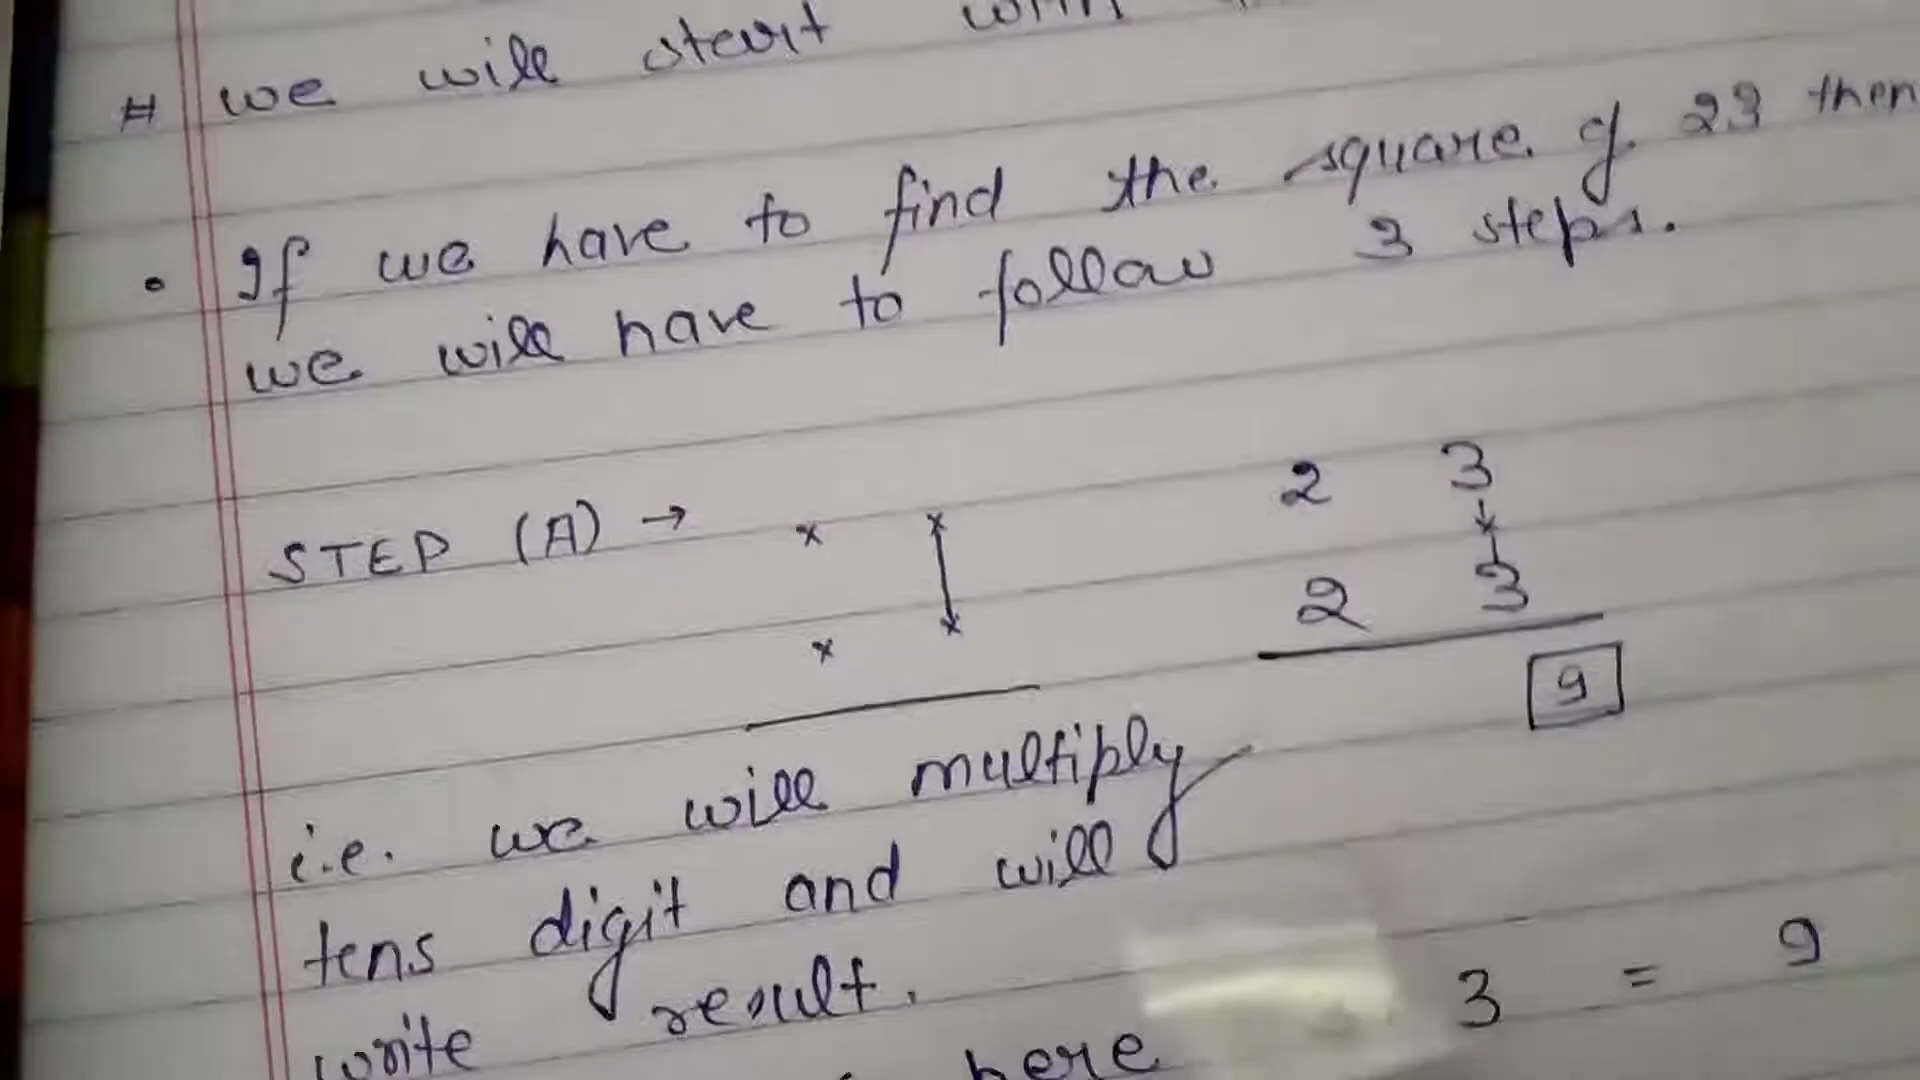 # we will start with
• If we have to find the square of 23 then
we will have to follow 3 steps.
STEP (A) → x x 2 3
x
x x 2 3
9
i.e. we will multiply
tens digit and will
write result.
here 3 = 9